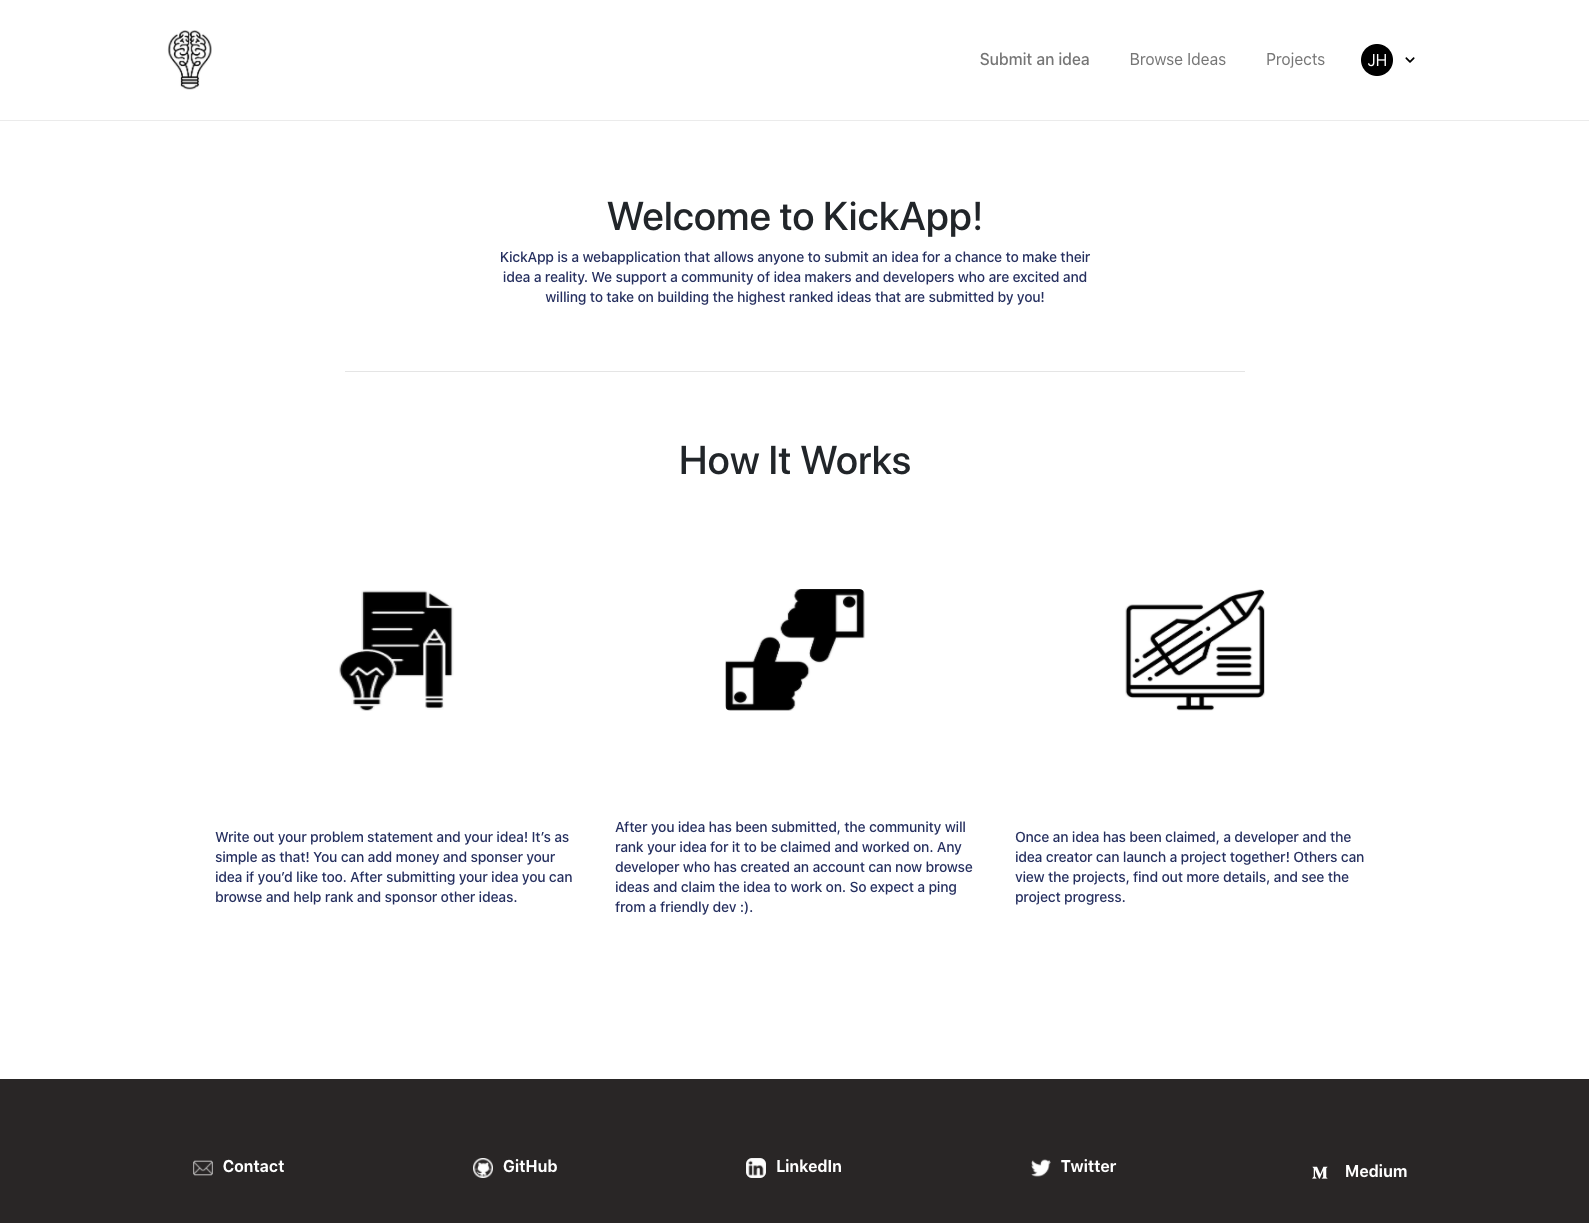 Submit an idea
Browse Ideas
Projects
JH
Welcome to KickApp!
KickApp is a webapplication that allows anyone to submit an idea for a chance to make their
idea a reality. We support a community of idea makers and developers who are excited and
willing to take on building the highest ranked ideas that are submitted by you!
How It Works
Write out your problem statement and your idea! It’s as
simple as that! You can add money and sponser your
idea if you’d like too. After submitting your idea you can
browse and help rank and sponsor other ideas.
After you idea has been submitted, the community will
rank your idea for it to be claimed and worked on. Any
developer who has created an account can now browse
ideas and claim the idea to work on. So expect a ping
from a friendly dev :).
Once an idea has been claimed, a developer and the
idea creator can launch a project together! Others can
view the projects, find out more details, and see the
project progress.
Contact
GitHub
in LinkedIn
Twitter
M Medium